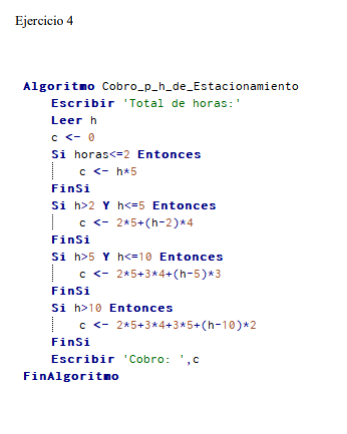 Ejercicio 4
Algoritmo Cobro_p_h_de_Estacionamiento
Escribir 'Total de horas:'
Leer h
c <- 0
Si horas<=2 Entonces
c <- h*5
FinSi
Si h>2 Y h<=5 Entonces
c <- 2*5+(h-2)*4
FinSi
Si h>5 Y h<=10 Entonces
c <- 2*5+3*4+(h-5)*3
FinSi
Si h>10 Entonces
c <- 2*5+3*4+3*5+(h-10)*2
FinSi
Escribir 'Cobro: ',c
FinAlgoritmo